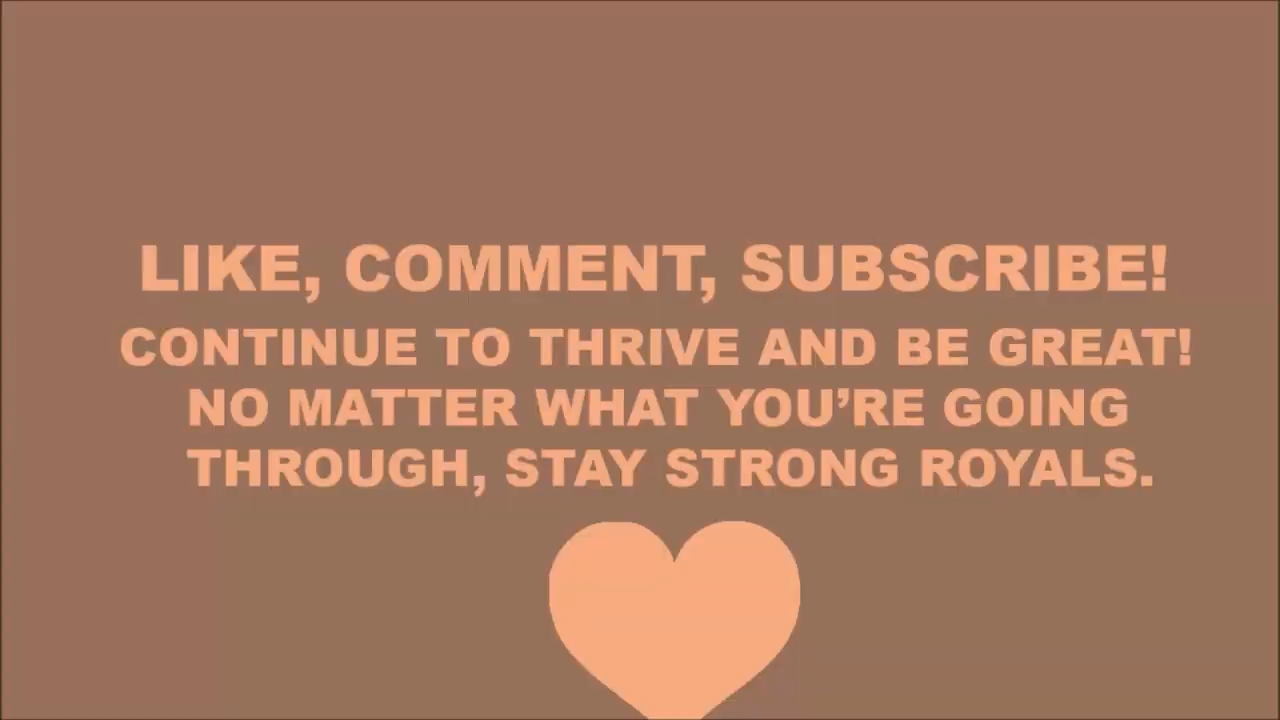 LIKE, COMMENT, SUBSCRIBE!
CONTINUE TO THRIVE AND BE GREAT!
NO MATTER WHAT YOU’RE GOING
THROUGH, STAY STRONG ROYALS.